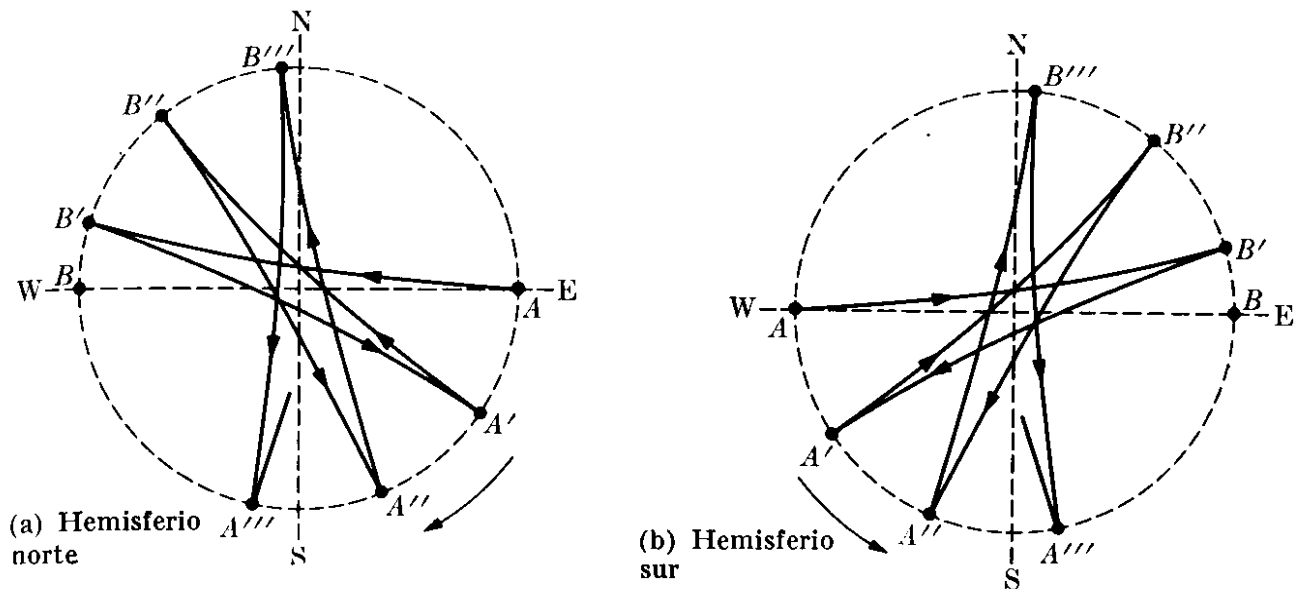 N
B′′′
B′′
B′
B
W
A
E
A′
A′′
A′′′
S
(a) Hemisferio
norte
N
B′′′
B′′
B′
B
W
A
E
A′
A′′
A′′′
S
(b) Hemisferio
sur